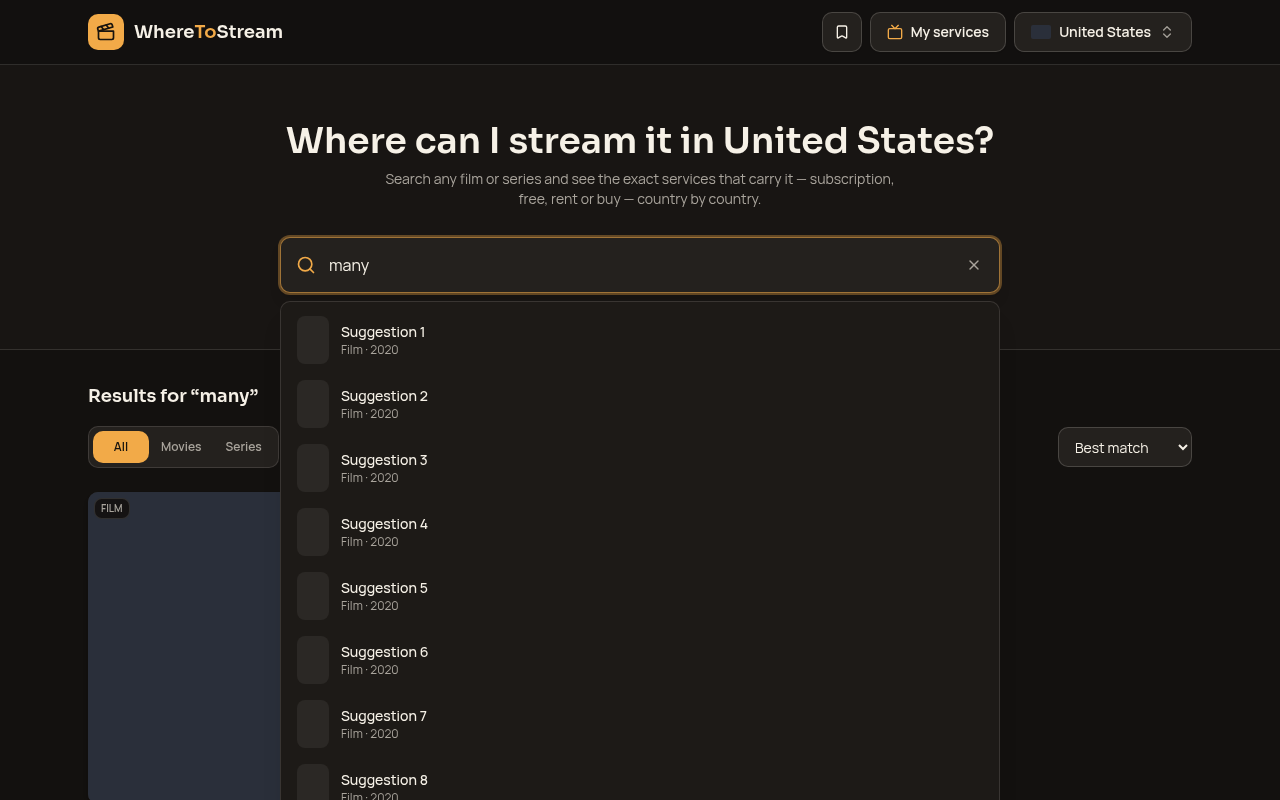 WhereToStream
My services
United States
Where can I stream it in United States?
Search any film or series and see the exact services that carry it — subscription,
free, rent or buy — country by country.
many
Suggestion 1
Film · 2020
Suggestion 2
Film · 2020
Suggestion 3
Film · 2020
Suggestion 4
Film · 2020
Suggestion 5
Film · 2020
Suggestion 6
Film · 2020
Suggestion 7
Film · 2020
Suggestion 8
Film · 2020
Results for “many”
All
Movies
Series
Best match
FILM